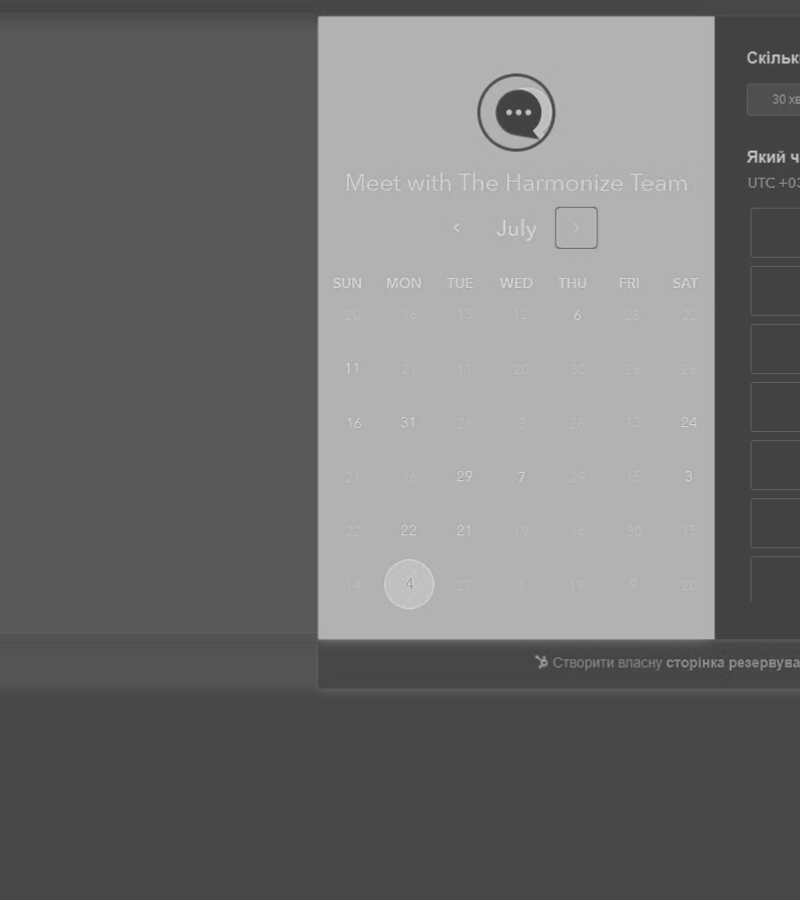 Meet with The Harmonize Team
July
SUN MON TUE WED THU FRI SAT
20 16 13 12 6 25 22
11 21 11 20 30 28 28
16 31 26 3 28 13 24
21 16 29 7 29 15 3
22 22 21 19 16 30 15
14 4 27 1 19 9 20
Скільк
30 хв
Який ч
UTC +03
Створити власну сторінка резервува